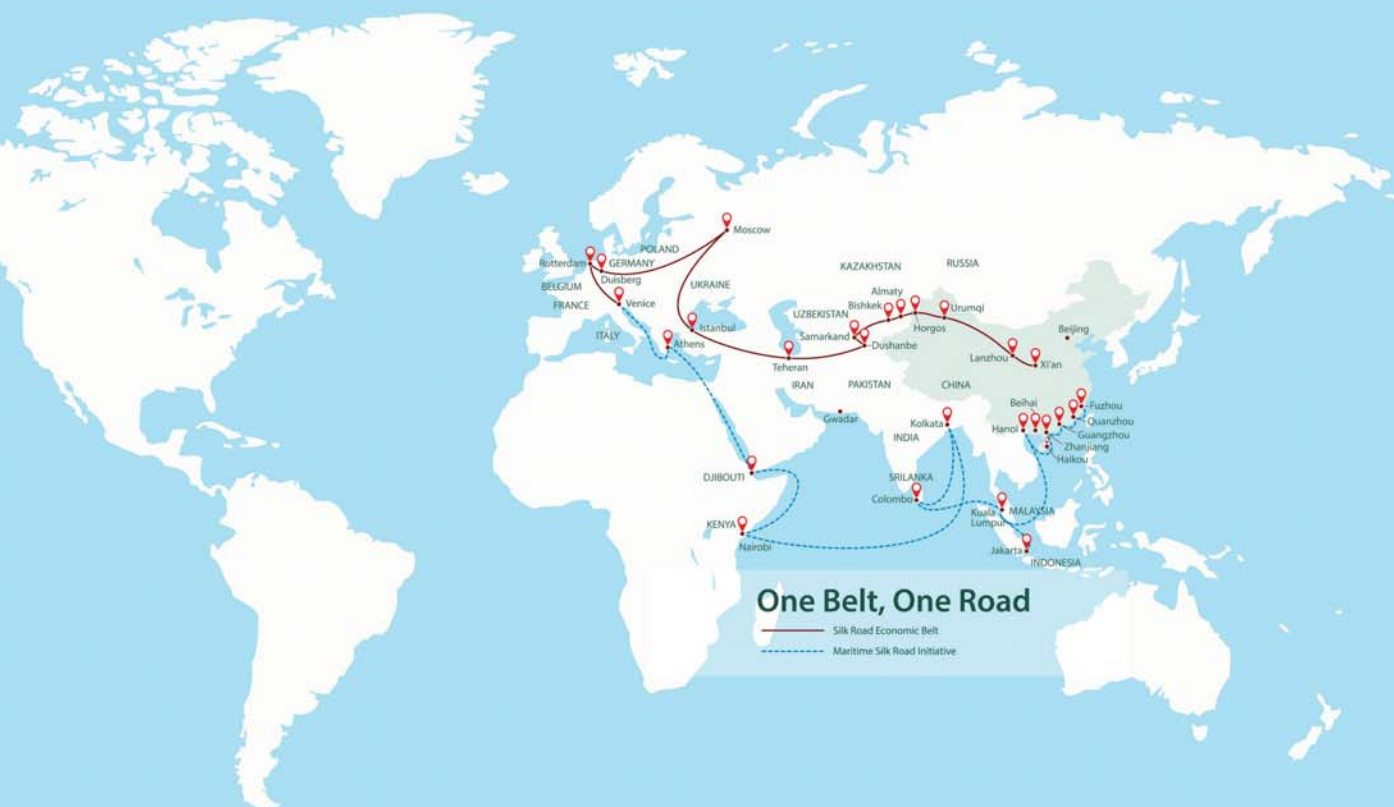 Moscow
POLAND
Rotterdam
GERMANY
Duisberg
BELGIUM
UKRAINE
FRANCE
Venice
ITALY
Istanbul
Athens
KAZAKHSTAN
RUSSIA
Almaty
Bishkek
Urumqi
UZBEKISTAN
Horgos
Samarkand
Dushanbe
Beijing
Lanzhou
Xi'an
Teheran
IRAN
PAKISTAN
CHINA
Gwadar
Beihai
Fuzhou
Kolkata
Hanoi
Quanzhou
INDIA
Guangzhou
Zhanjiang
Haikou
DJIBOUTI
SRILANKA
Colombo
Kuala
Lumpur
MALAYSIA
KENYA
Nairobi
Jakarta
INDONESIA
One Belt, One Road
Silk Road Economic Belt
Maritime Silk Road Initiative